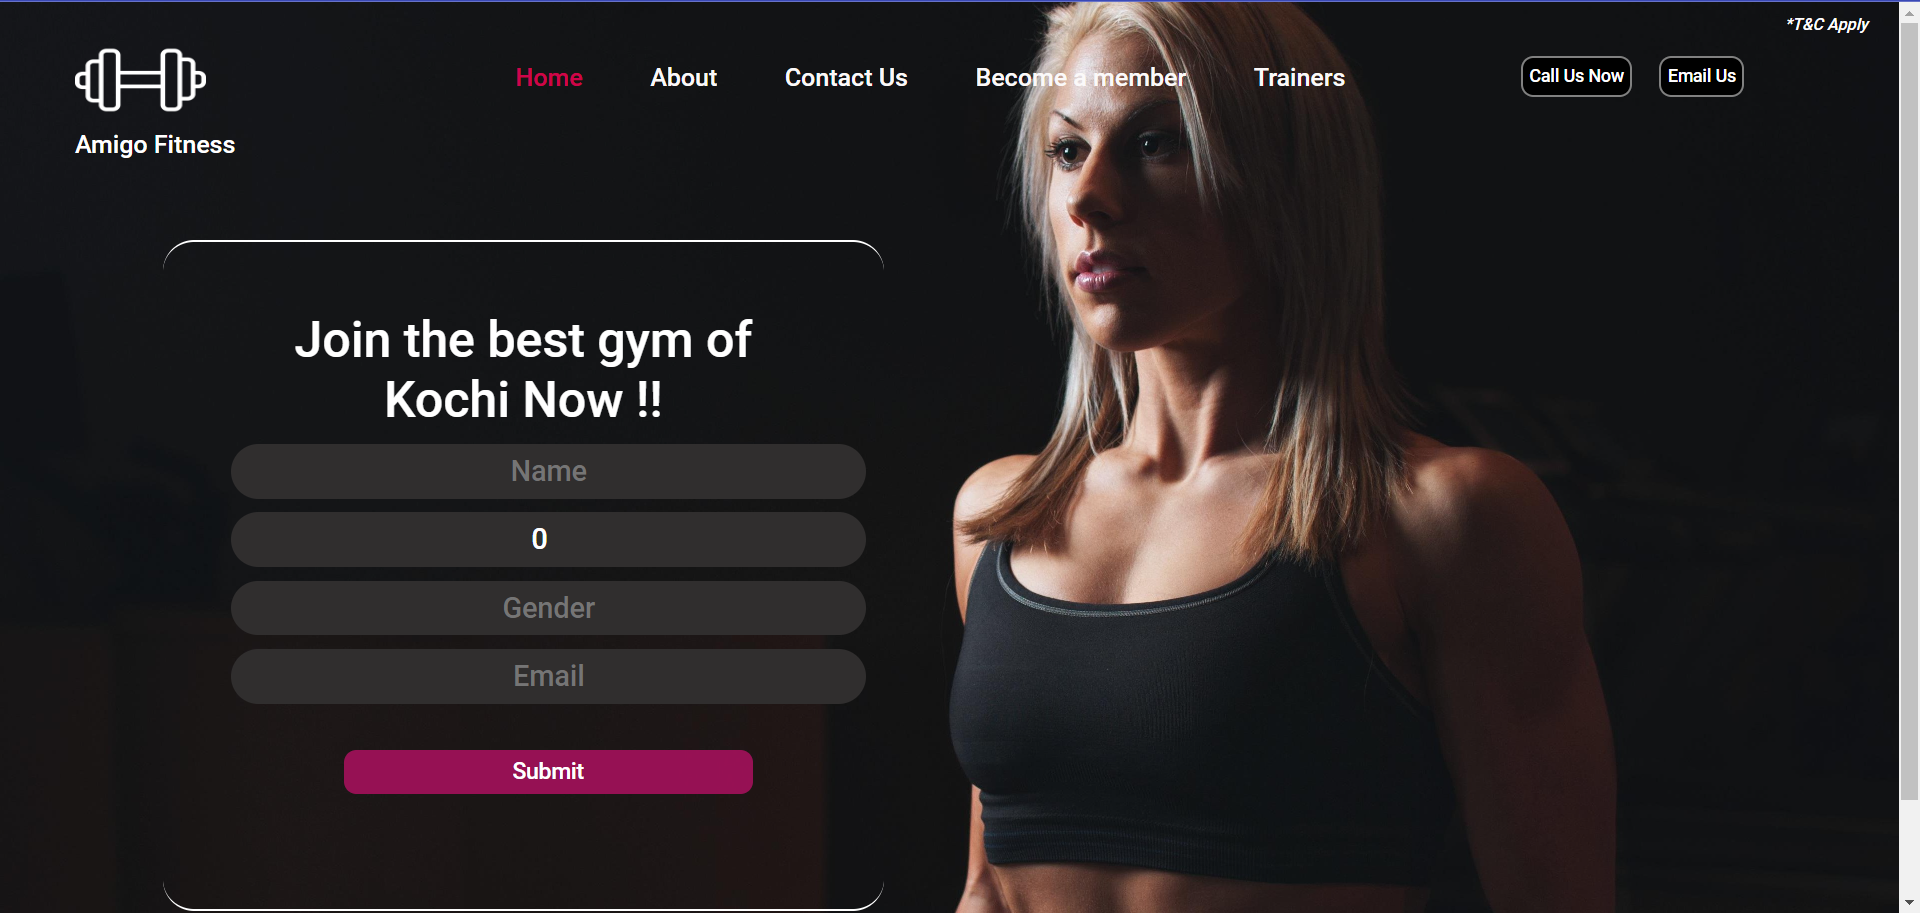 *T&C Apply
Home About Contact Us Become a member Trainers
Call Us Now Email Us
Amigo Fitness
Join the best gym of
Kochi Now !!
Name
0
Gender
Email
Submit